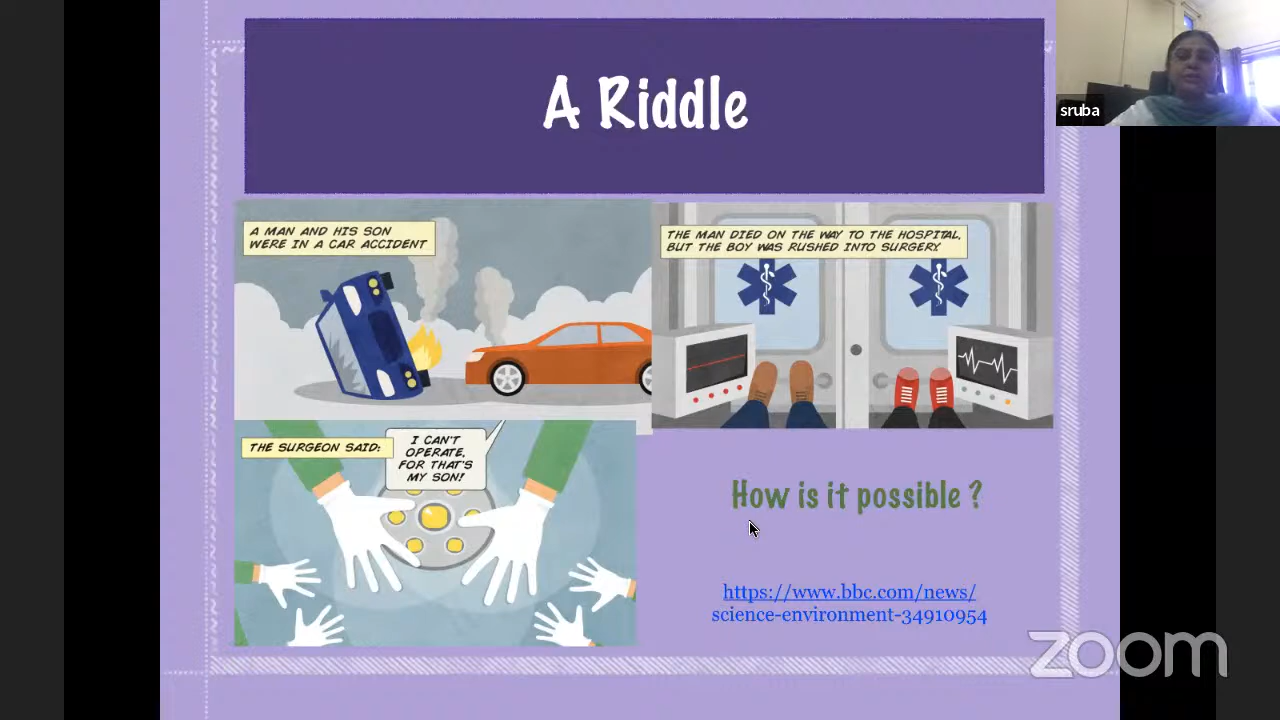 A Riddle
sruba
A MAN AND HIS SON
WERE IN A CAR ACCIDENT
THE MAN DIED ON THE WAY TO THE HOSPITAL,
BUT THE BOY WAS RUSHED INTO SURGERY.
THE SURGEON SAID:
I CAN'T
OPERATE,
FOR THAT'S
MY SON!
How is it possible ?
https://www.bbc.com/news/
science-environment-34910954
zoom